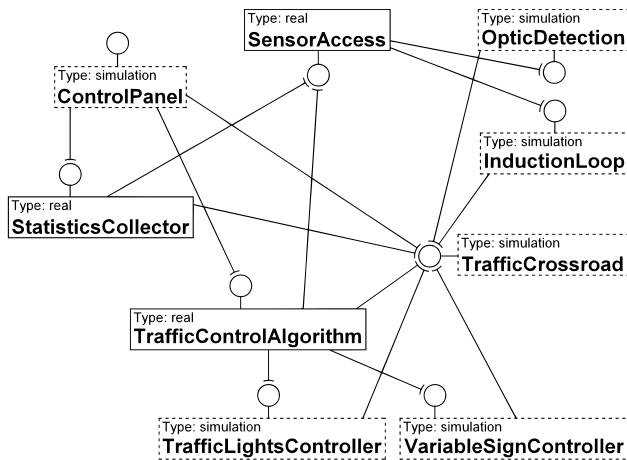 Type: real
SensorAccess
Type: simulation
OpticDetection
Type: simulation
ControlPanel
Type: simulation
InductionLoop
Type: real
StatisticsCollector
Type: simulation
TrafficCrossroad
Type: real
TrafficControlAlgorithm
Type: simulation
TrafficLightsController
Type: simulation
VariableSignController